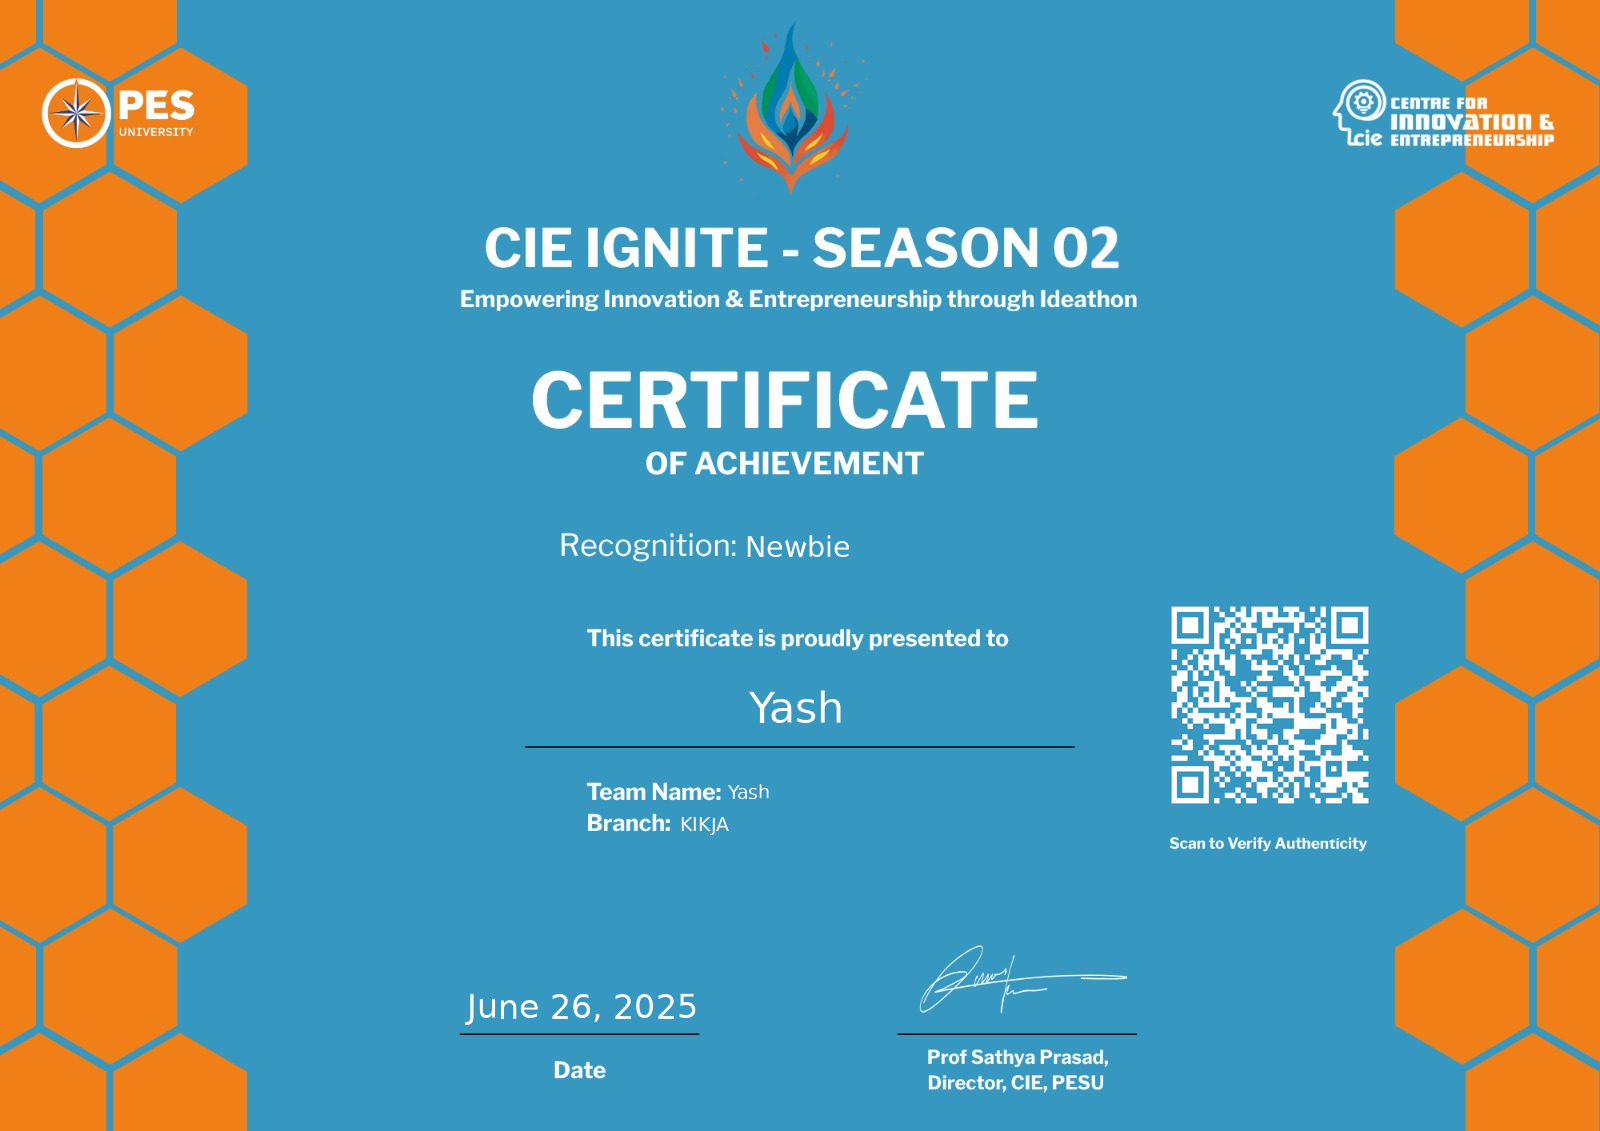 PES
UNIVERSITY
cie
CENTRE FOR
INNOVATION &
ENTREPRENEURSHIP
CIE IGNITE - SEASON 02
Empowering Innovation & Entrepreneurship through Ideathon
CERTIFICATE
OF ACHIEVEMENT
Recognition: Newbie
This certificate is proudly presented to
Yash
Team Name: Yash
Branch: KIKJA
Scan to Verify Authenticity
June 26, 2025
Date
Prof Sathya Prasad,
Director, CIE, PESU